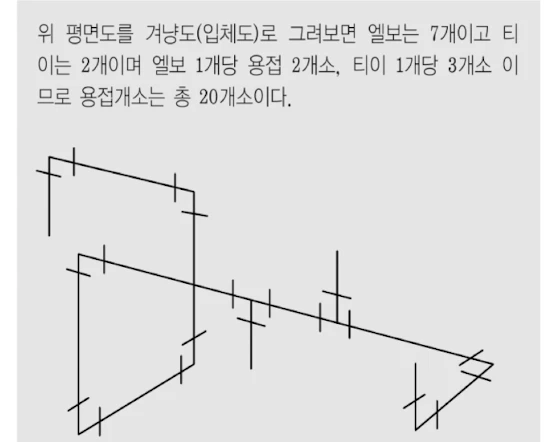 위 평면도를 겨냥도(입체도)로 그려보면 엘보는 7개이고 티
이는 2개이며 엘보 1개당 용접 2개소, 티이 1개당 3개소 이
므로 용접개소는 총 20개소이다.